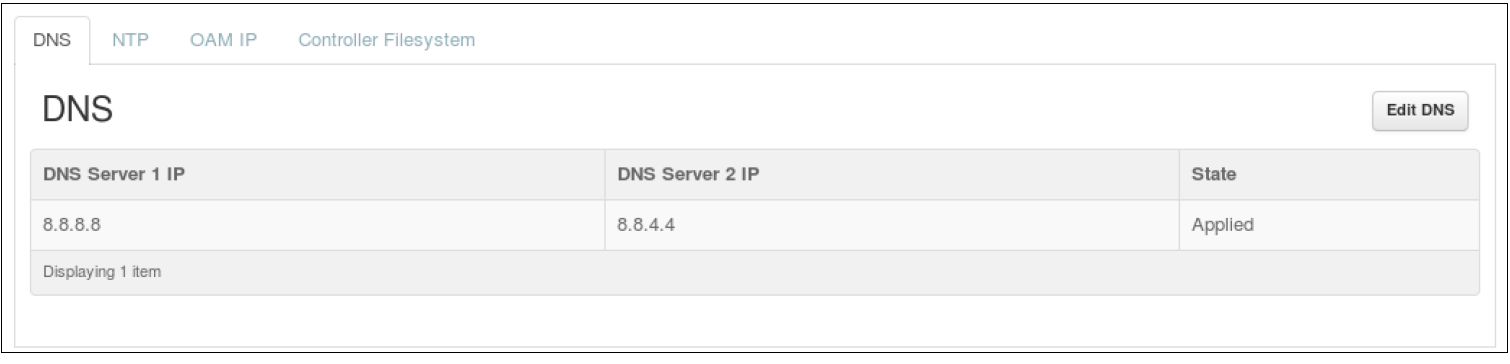 DNS NTP OAM IP Controller Filesystem
DNS Edit DNS
DNS Server 1 IP DNS Server 2 IP State
8.8.8.8 8.8.4.4 Applied
Displaying 1 item